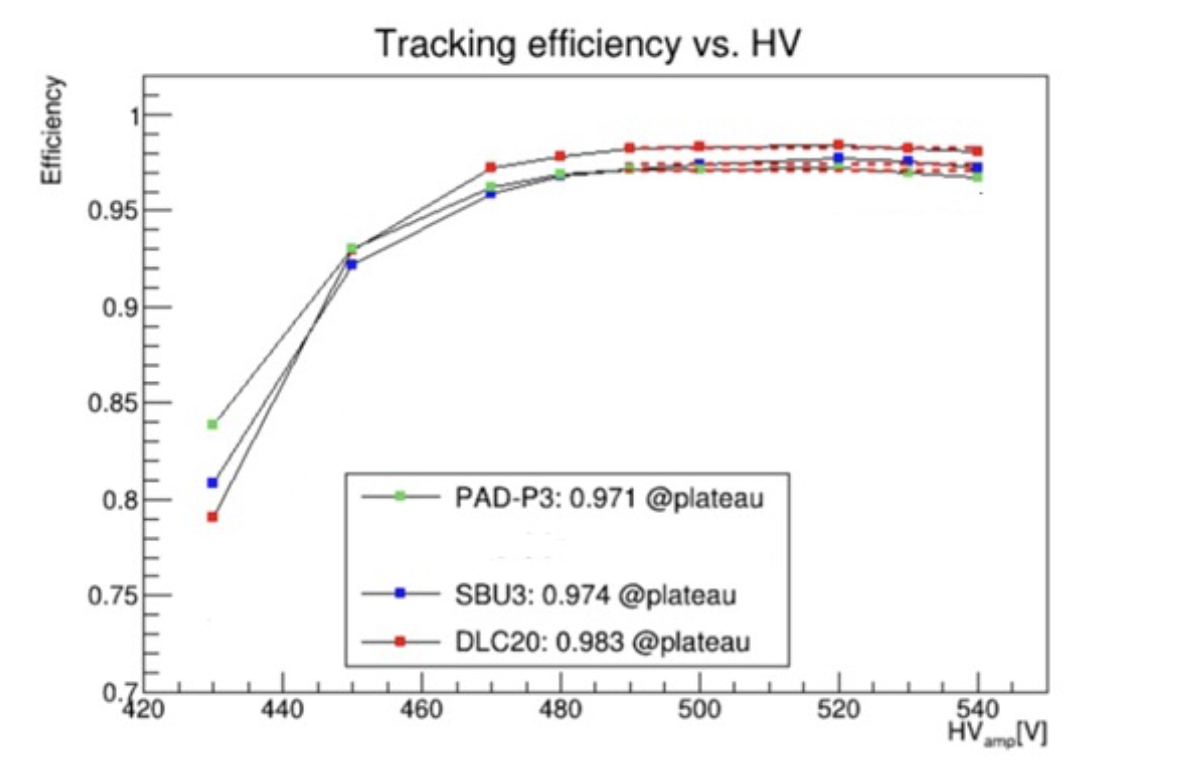 Tracking efficiency vs. HV
Efficiency
1
0.95
0.9
0.85
0.8
0.75
0.7
PAD-P3: 0.971 @plateau
SBU3: 0.974 @plateau
DLC20: 0.983 @plateau
420 440 460 480 500 520 540
HVamp[V]